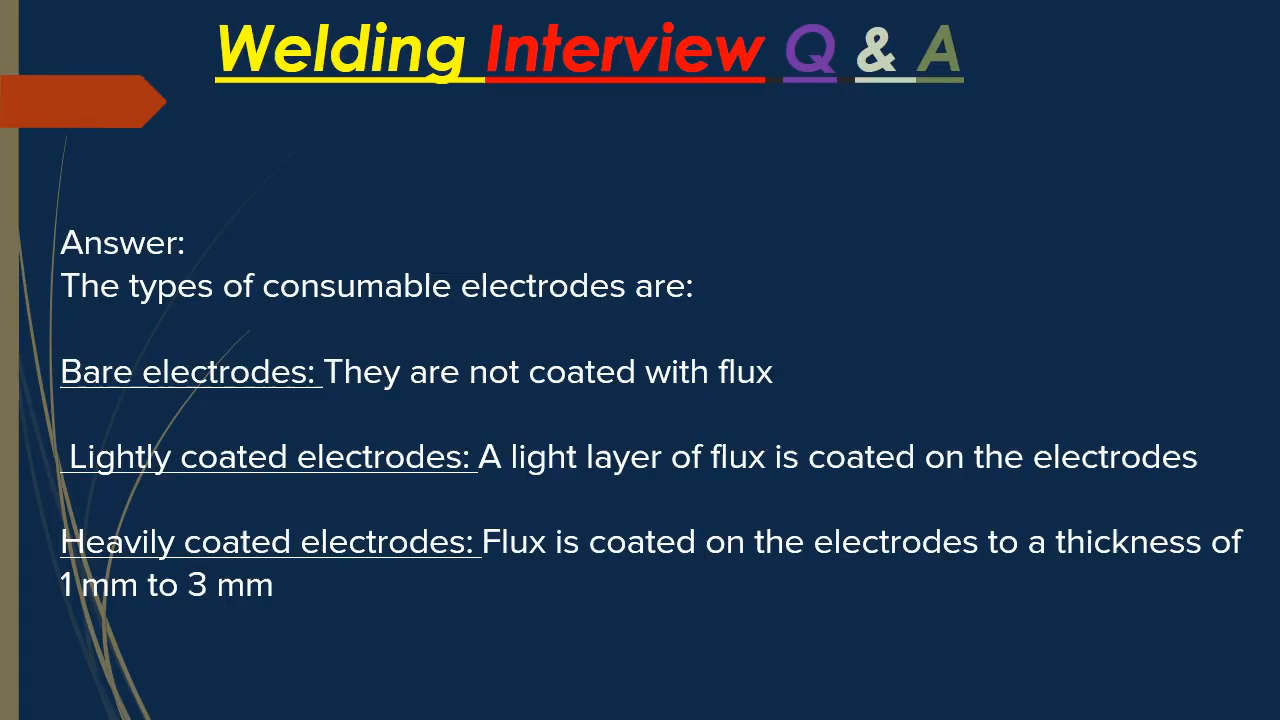 Welding Interview Q & A
Answer:
The types of consumable electrodes are:
Bare electrodes: They are not coated with flux
Lightly coated electrodes: A light layer of flux is coated on the electrodes
Heavily coated electrodes: Flux is coated on the electrodes to a thickness of
1 mm to 3 mm